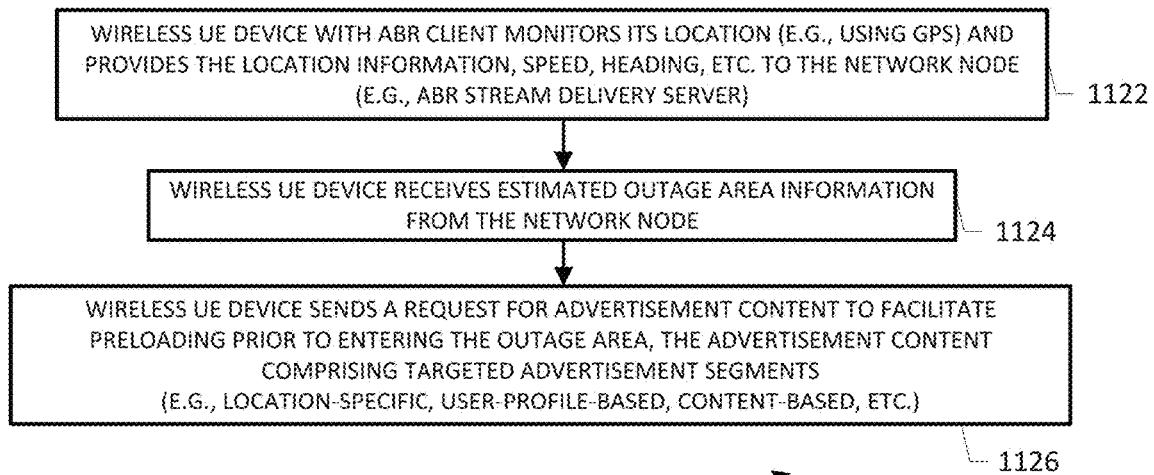 WIRELESS UE DEVICE WITH ABR CLIENT MONITORS ITS LOCATION (E.G., USING GPS) AND
PROVIDES THE LOCATION INFORMATION, SPEED, HEADING, ETC. TO THE NETWORK NODE
(E.G., ABR STREAM DELIVERY SERVER)
1122
WIRELESS UE DEVICE RECEIVES ESTIMATED OUTAGE AREA INFORMATION
FROM THE NETWORK NODE
1124
WIRELESS UE DEVICE SENDS A REQUEST FOR ADVERTISEMENT CONTENT TO FACILITATE
PRELOADING PRIOR TO ENTERING THE OUTAGE AREA, THE ADVERTISEMENT CONTENT
COMPRISING TARGETED ADVERTISEMENT SEGMENTS
(E.G., LOCATION-SPECIFIC, USER-PROFILE-BASED, CONTENT-BASED, ETC.)
1126